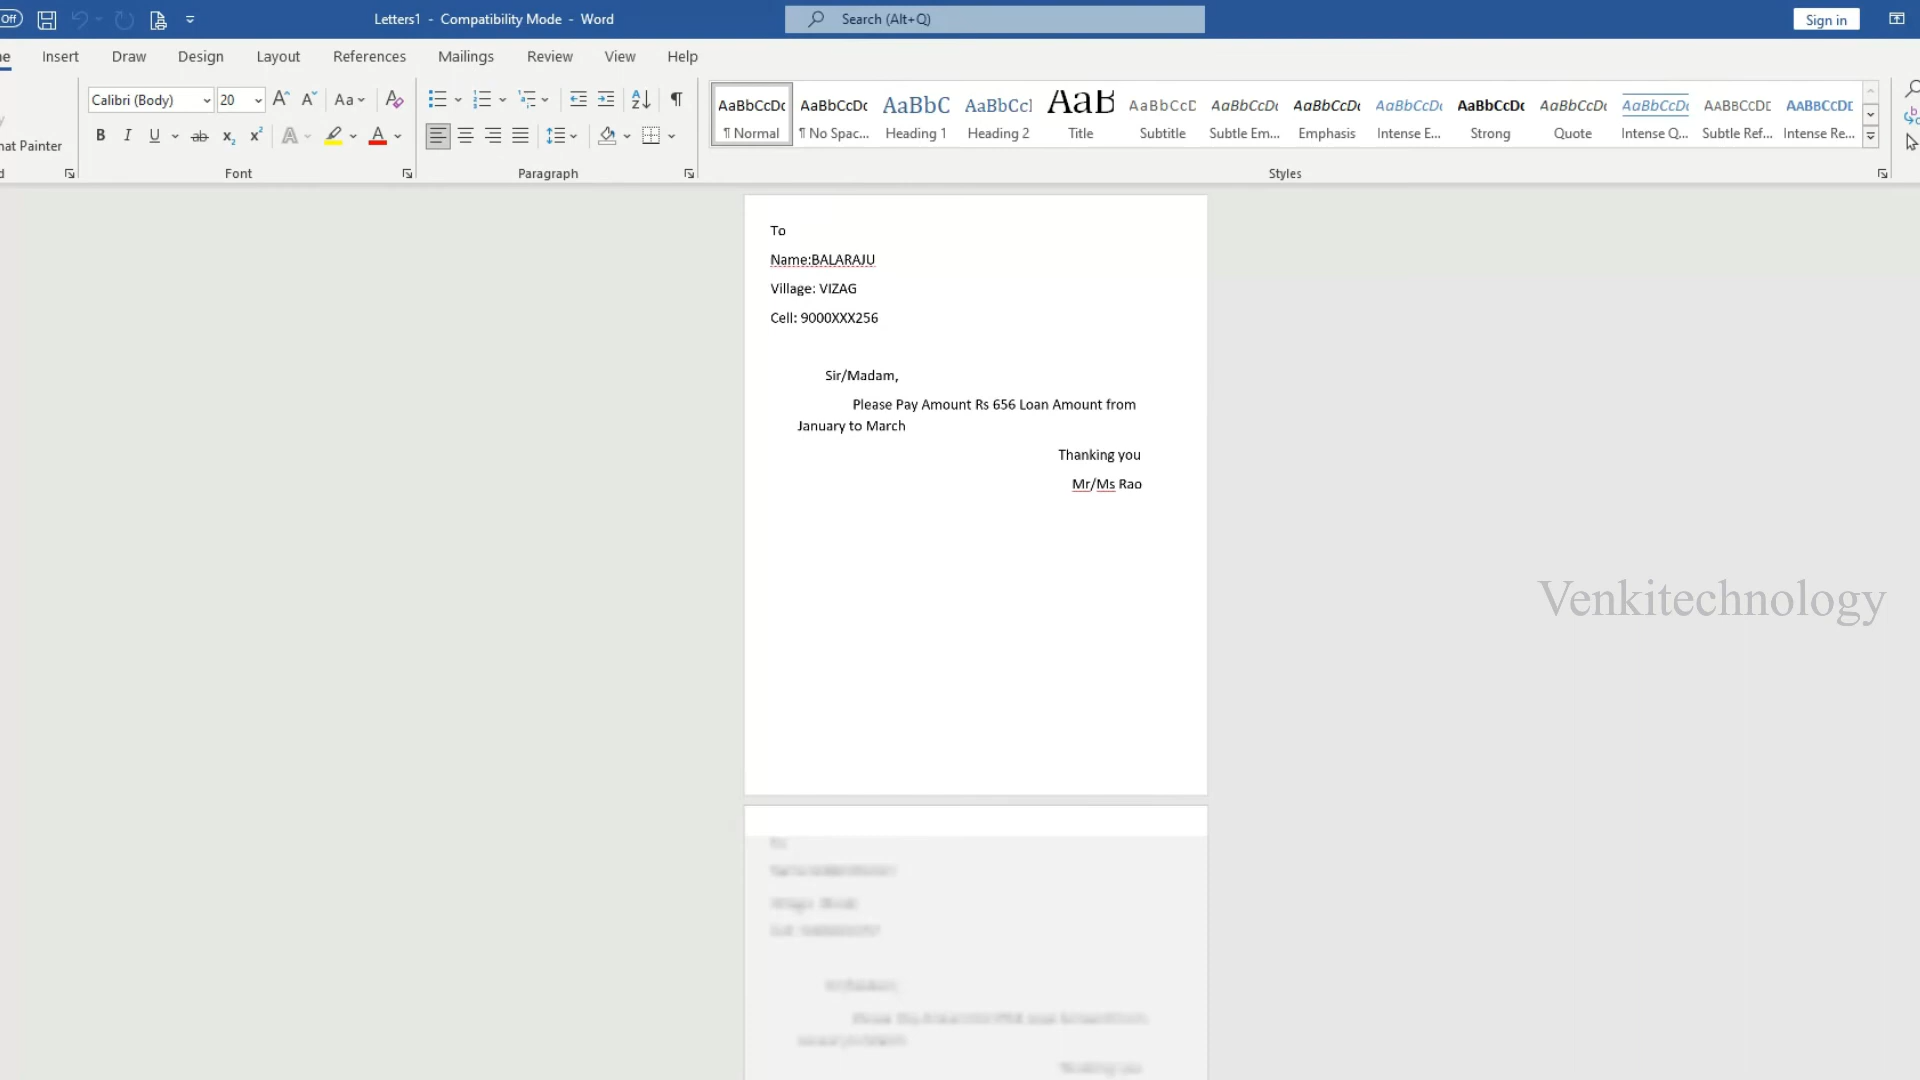 Off
Letters1 - Compatibility Mode - Word
Search (Alt+Q)
Sign in
Insert Draw Design Layout References Mailings Review View Help
Calibri (Body) 20 Aa
AaBbCcDc AaBbCcDc AaBbC AaBbCcI AaB AaBbCcD AaBbCcDc AaBbCcDc AaBbCcDc AaBbCcDc AaBbCcDc AaBbCcDc AABBCCDE AABBCCDE
¶ Normal ¶ No Spac... Heading 1 Heading 2 Title Subtitle Subtle Em... Emphasis Intense E... Strong Quote Intense Q... Subtle Ref... Intense Re...
B I U ab x₂ x² A A
Painter
Font Paragraph Styles
To
Name:BALARAJU
Village: VIZAG
Cell: 9000XXX256
Sir/Madam,
Please Pay Amount Rs 656 Loan Amount from
January to March
Thanking you
Mr/Ms Rao
Venkitechnology